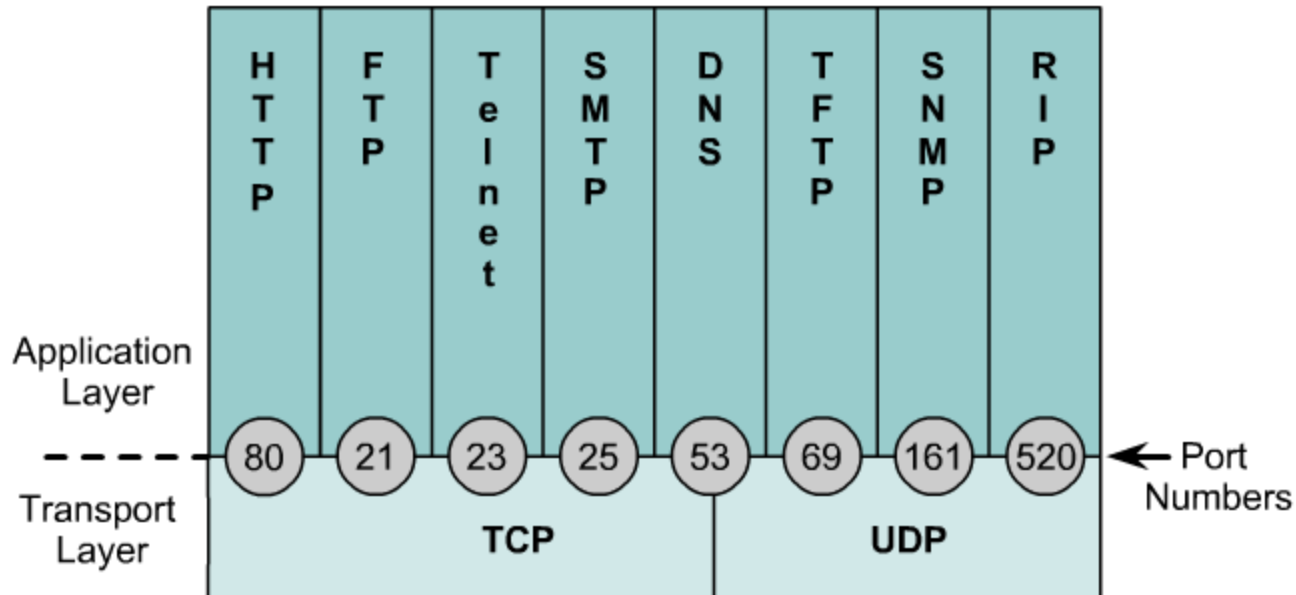 HTTP
FTP
Telnet
SMTP
DNS
TFTP
SNMP
RIP
Application
Layer
80 21 23 25 53 69 161 520
Port
Numbers
Transport
Layer
TCP UDP